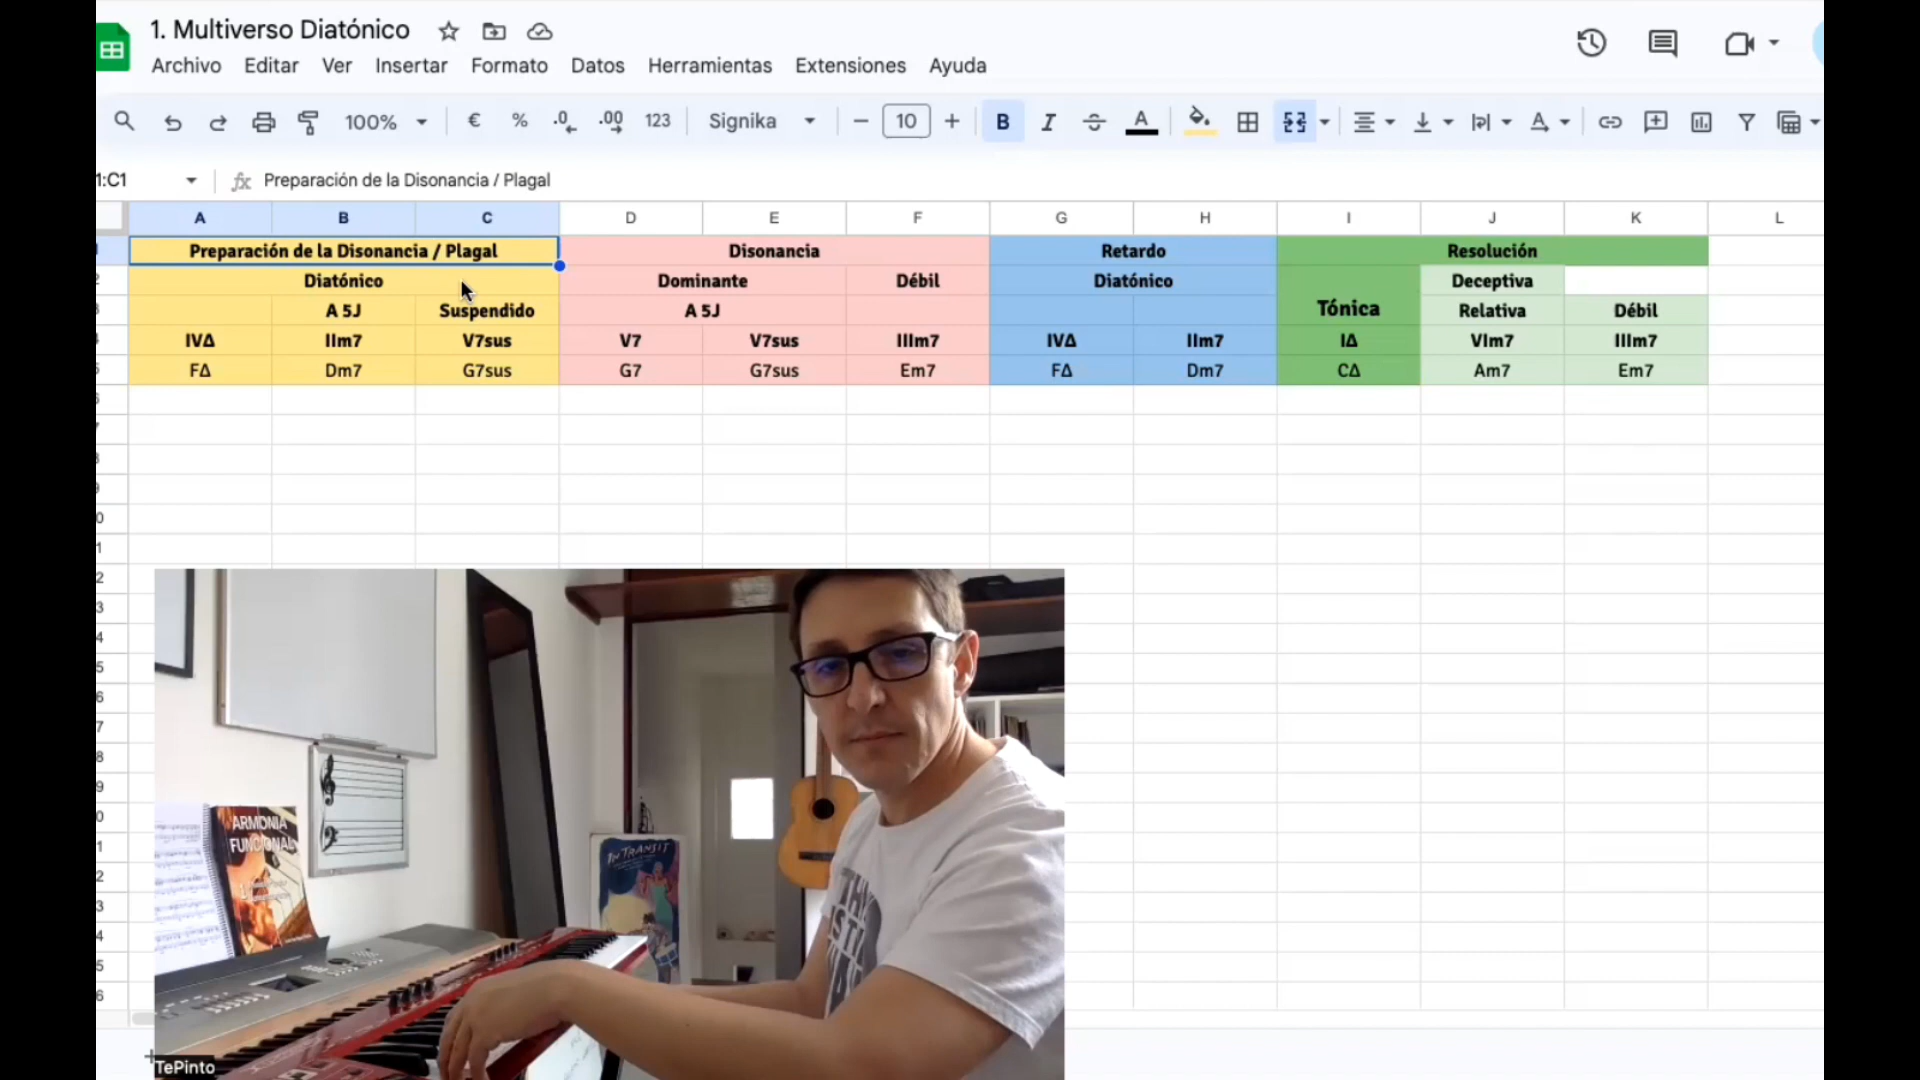 1. Multiverso Diatónico
Archivo Editar Ver Insertar Formato Datos Herramientas Extensiones Ayuda
100% € % .0 .00 123 Signika 10 B I A A
1:C1 fx Preparación de la Disonancia / Plagal
A B C D E F G H I J K L
Preparación de la Disonancia / Plagal Disonancia Retardo Resolución
Diatónico Dominante Débil Diatónico Deceptiva
A 5J Suspendido A 5J Tónica Relativa Débil
IVΔ IIm7 V7sus V7 V7sus IIIm7 IVΔ IIm7 IΔ VIm7 IIIm7
FΔ Dm7 G7sus G7 G7sus Em7 FΔ Dm7 CΔ Am7 Em7
ARMONIA
FUNCIONAL
IN TRANSIT
TePinto